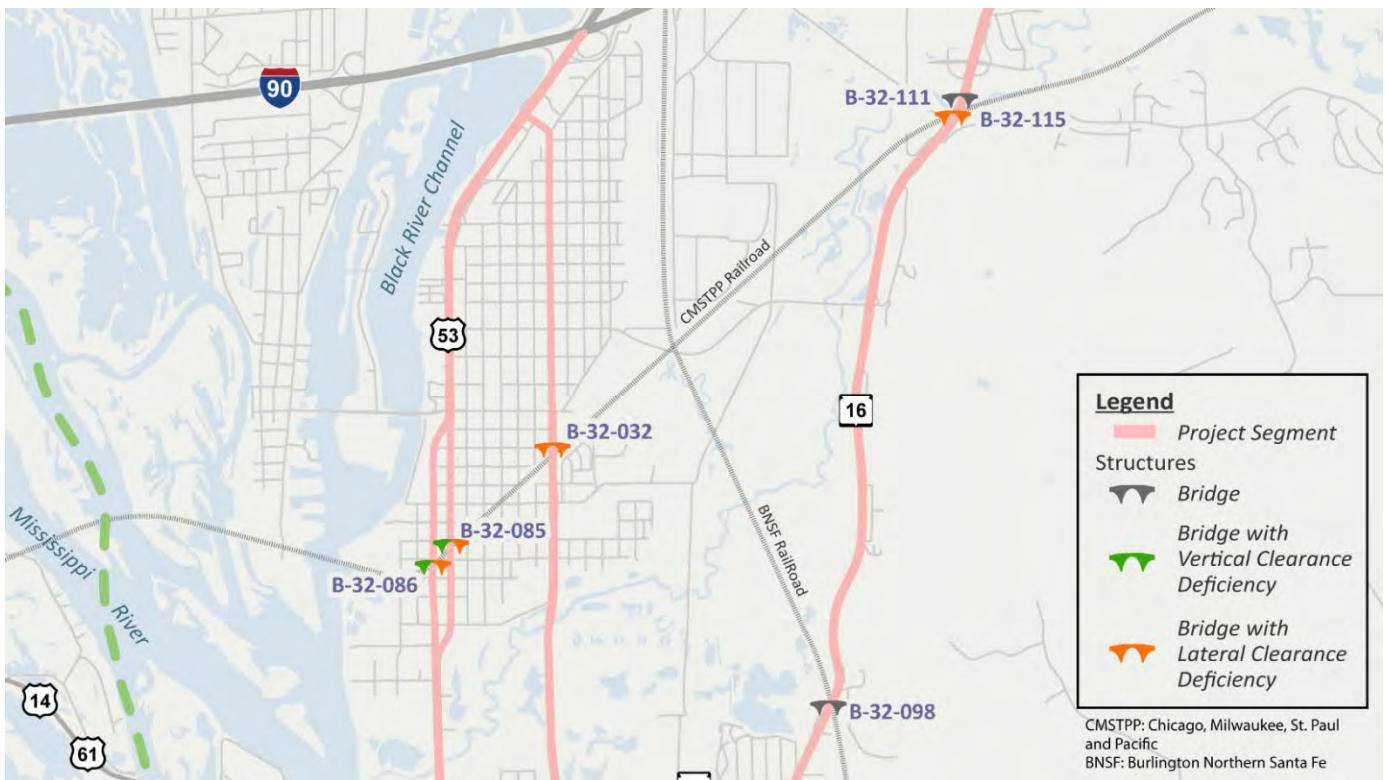 90
B-32-111
B-32-115
Black River Channel
CMSTPP Railroad
53
16
B-32-032
B-32-085
B-32-086
Mississippi
River
BNSF RailRoad
B-32-098
14
61
Legend
Project Segment
Structures
Bridge
Bridge with
Vertical Clearance
Deficiency
Bridge with
Lateral Clearance
Deficiency
CMSTPP: Chicago, Milwaukee, St. Paul
and Pacific
BNSF: Burlington Northern Santa Fe